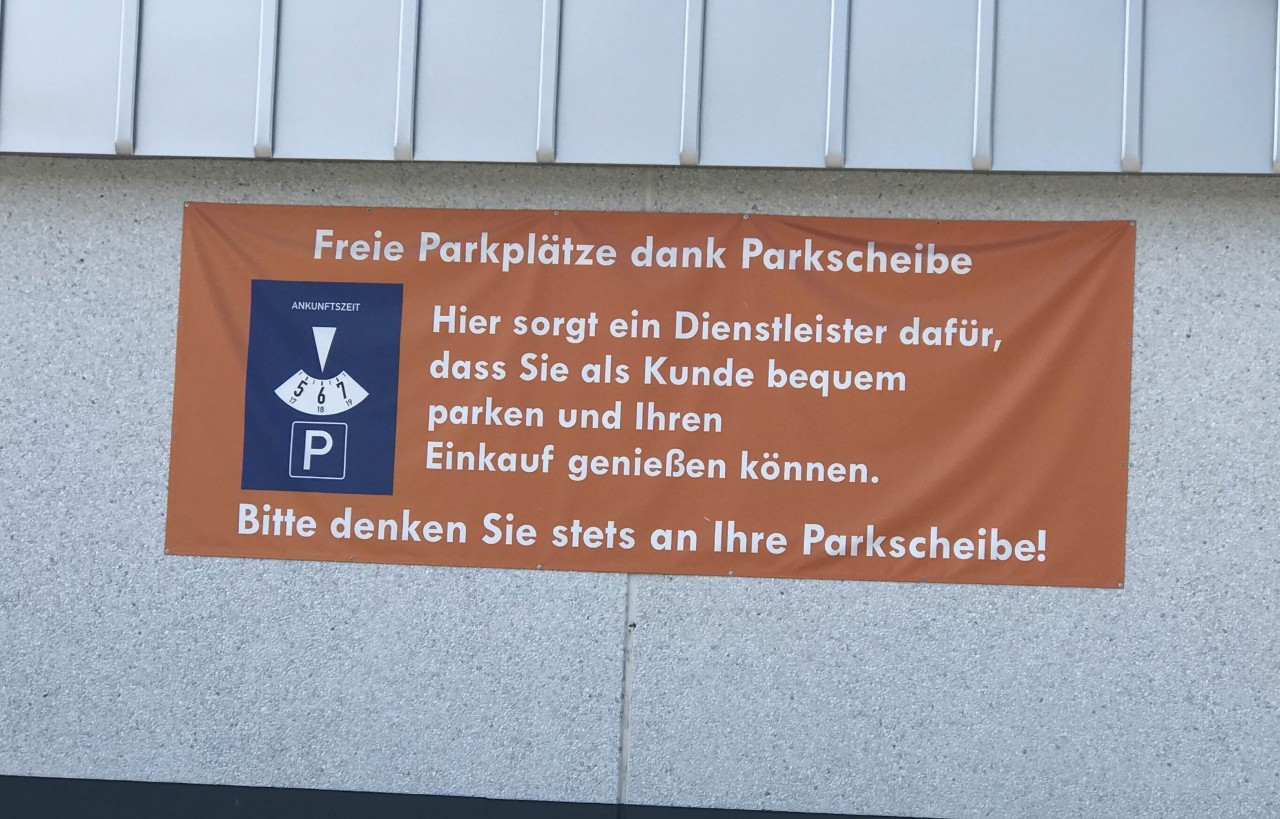 Freie Parkplätze dank Parkscheibe
ANKUNFTSZEIT
5 6 7
17 18 19
P
Hier sorgt ein Dienstleister dafür,
dass Sie als Kunde bequem
parken und Ihren
Einkauf genießen können.
Bitte denken Sie stets an Ihre Parkscheibe!